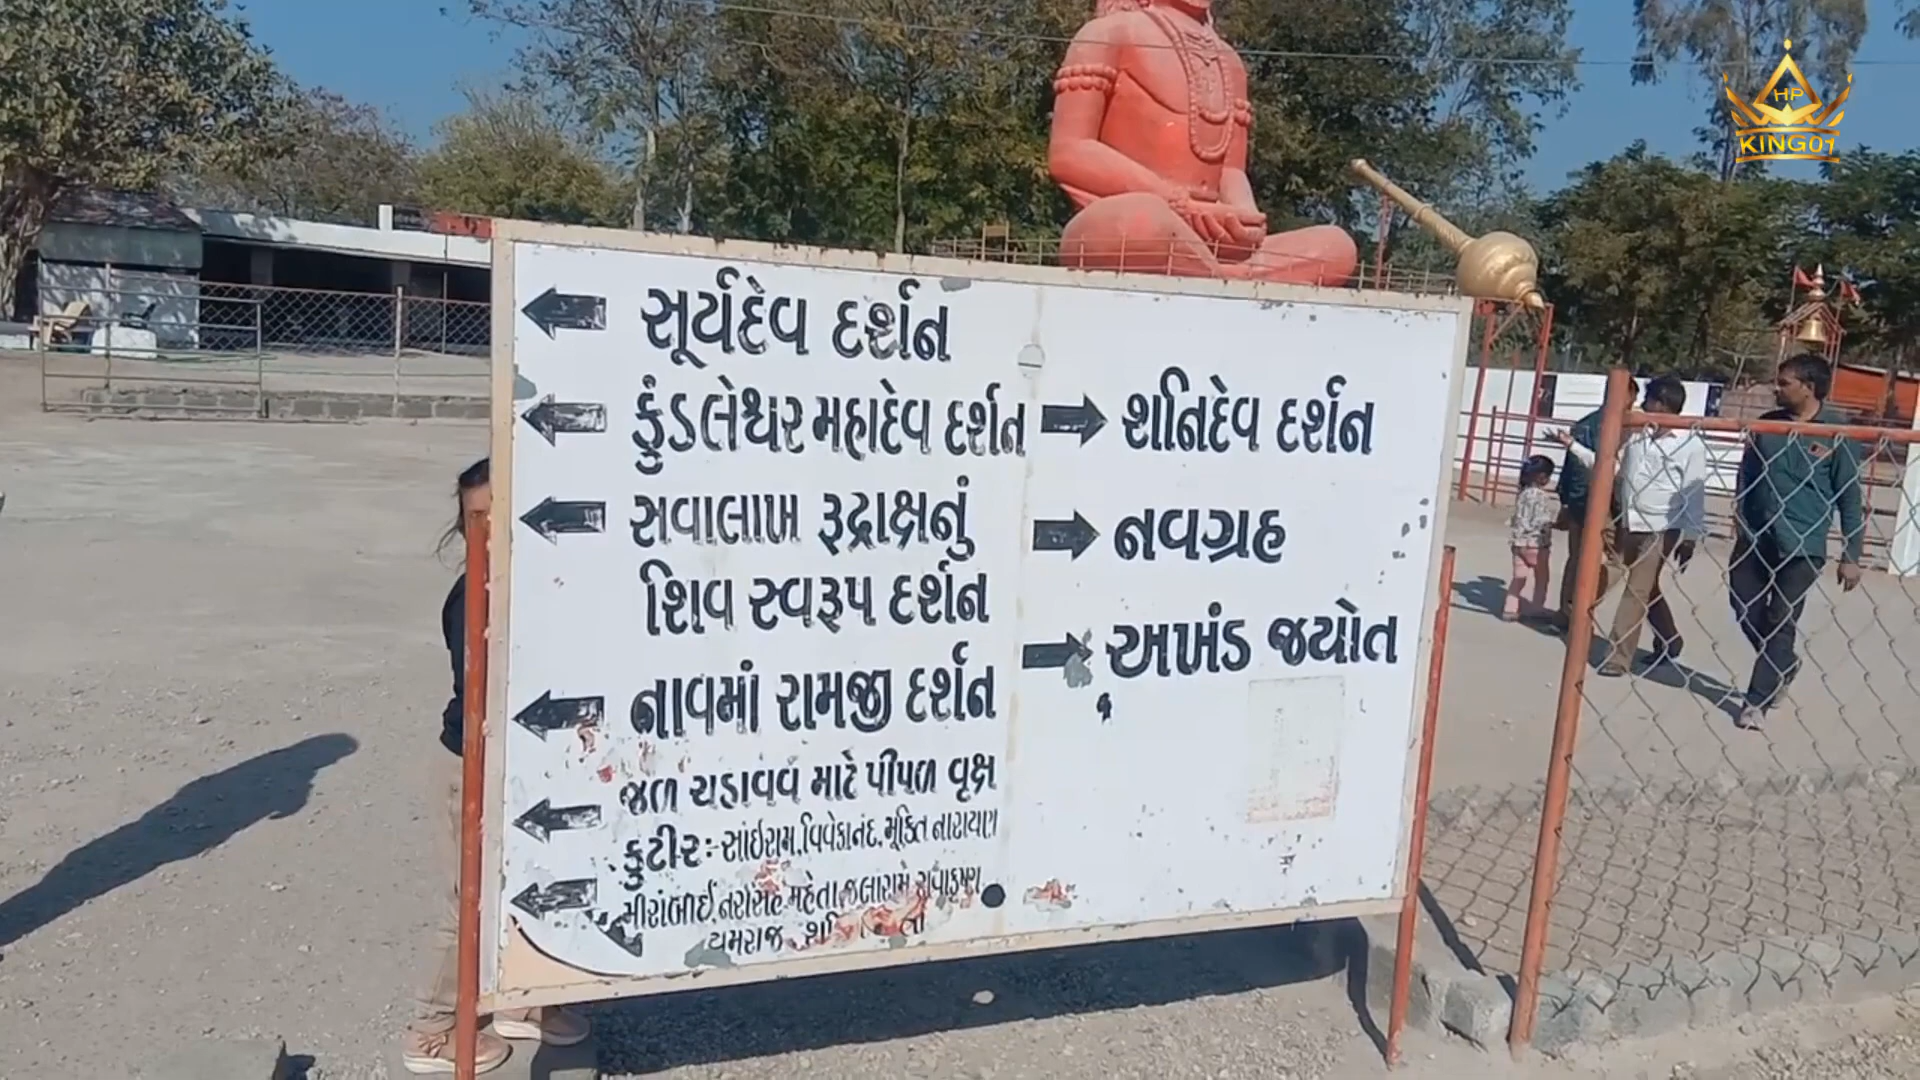 સૂર્યદેવ દર્શન
કુંડલેશ્વર મહાદેવ દર્શન
સવાલાખ રૂદ્રાક્ષનું
શિવ સ્વરૂપ દર્શન
નાવમાં રામજી દર્શન
જળ ચડાવવ માટે પીપળ વૃક્ષ
કુટીર:- સાંઇરામ, વિવેકાનંદ, મૂકિત નારાયણ
મીરાંબાઈ, નરસિંહ મહેતા, જલારામ
યમરાજ
શનિદેવ દર્શન
નવગ્રહ
અખંડ જયોત
HP
KING01